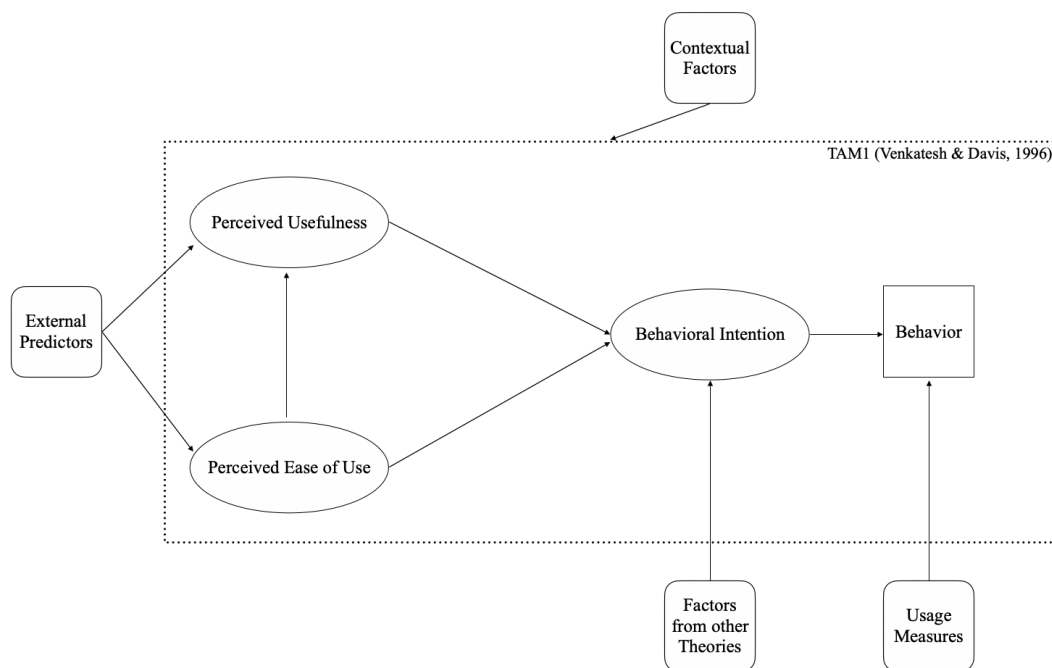 Contextual
Factors
TAM1 (Venkatesh & Davis, 1996)
Perceived Usefulness
External
Predictors
Behavioral Intention
Behavior
Perceived Ease of Use
Factors
from other
Theories
Usage
Measures